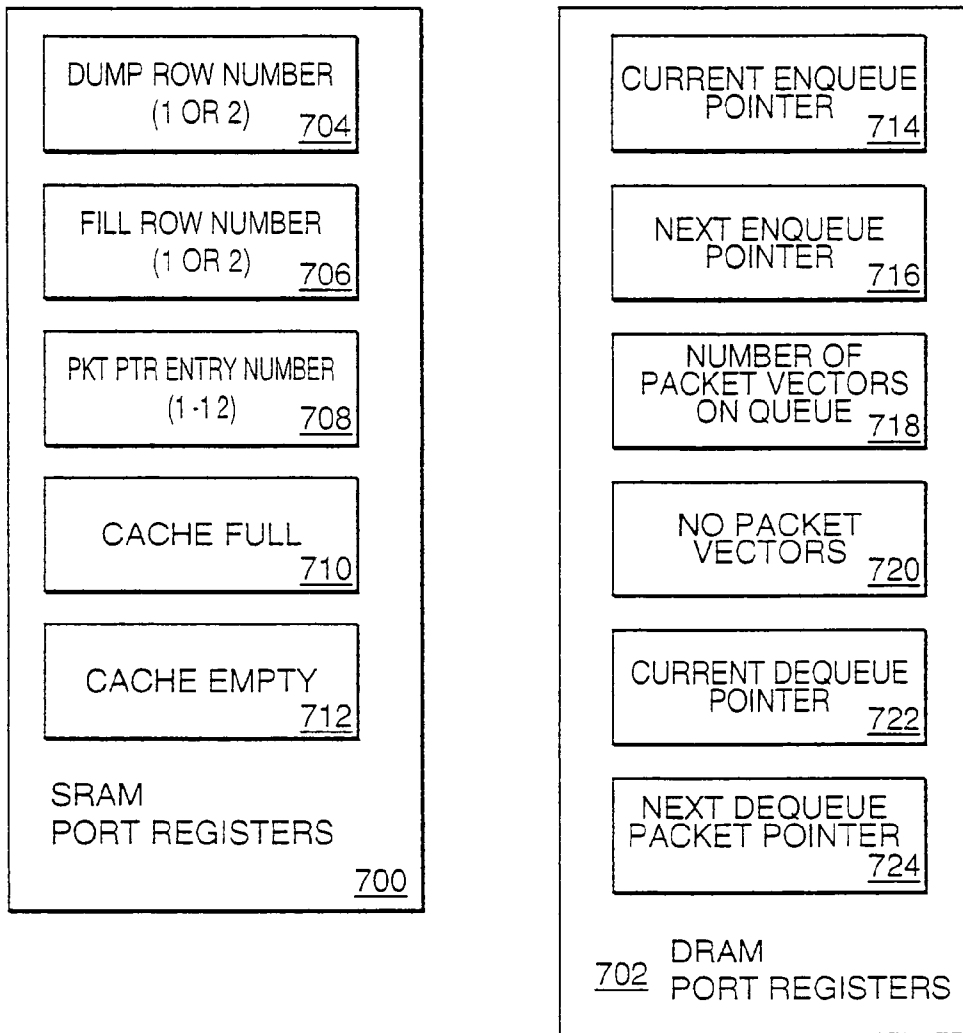 DUMP ROW NUMBER
(1 OR 2)
704
FILL ROW NUMBER
(1 OR 2)
706
PKT PTR ENTRY NUMBER
(1-12)
708
CACHE FULL
710
CACHE EMPTY
712
SRAM
PORT REGISTERS
700
CURRENT ENQUEUE
POINTER
714
NEXT ENQUEUE
POINTER
716
NUMBER OF
PACKET VECTORS
ON QUEUE
718
NO PACKET
VECTORS
720
CURRENT DEQUEUE
POINTER
722
NEXT DEQUEUE
PACKET POINTER
724
702
DRAM
PORT REGISTERS